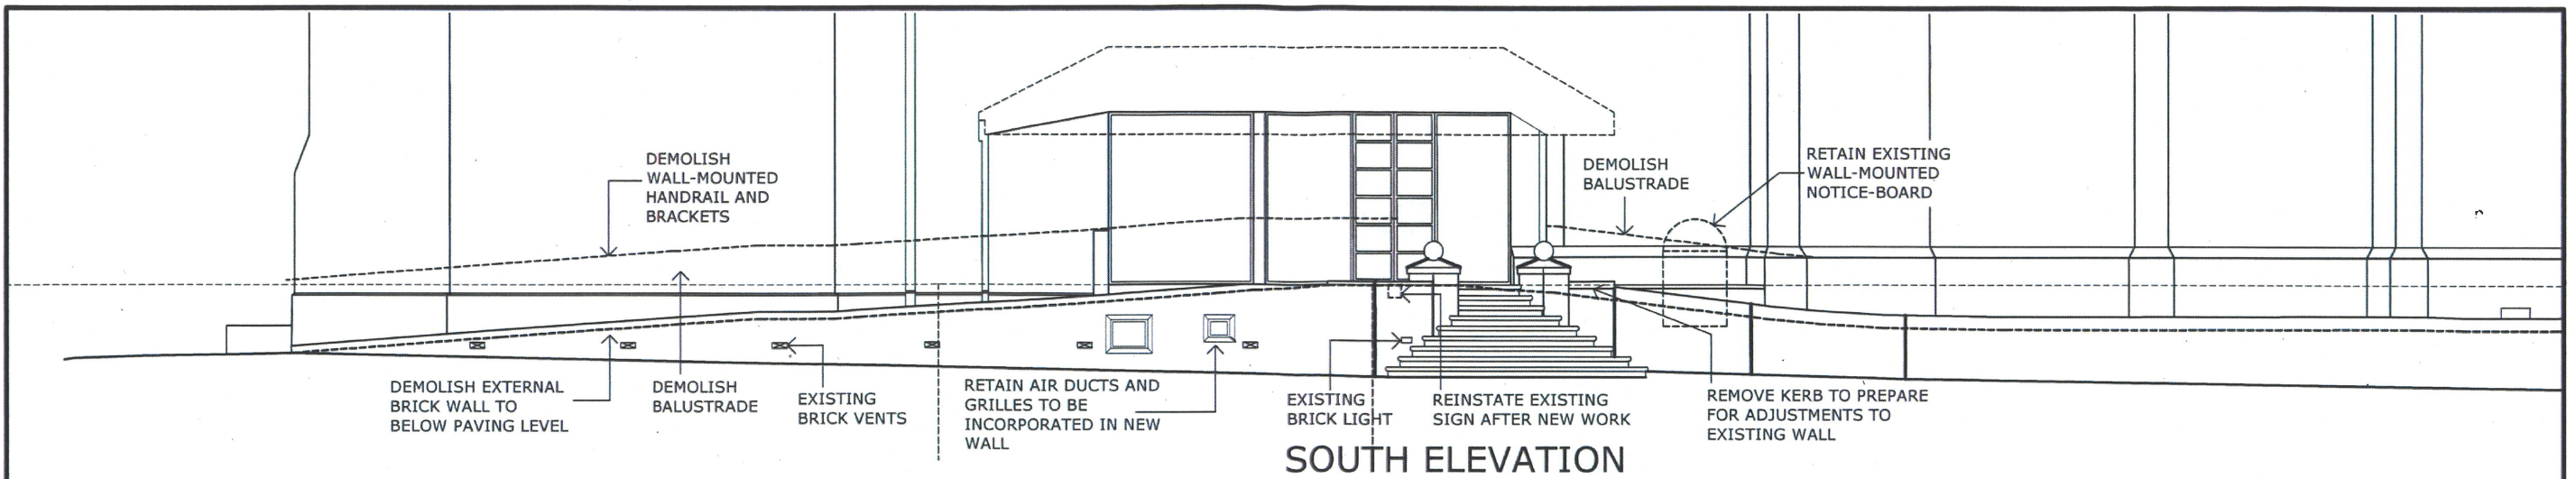 DEMOLISH
WALL-MOUNTED
HANDRAIL AND
BRACKETS
DEMOLISH
BALUSTRADE
RETAIN EXISTING
WALL-MOUNTED
NOTICE-BOARD
DEMOLISH EXTERNAL
BRICK WALL TO
BELOW PAVING LEVEL
DEMOLISH
BALUSTRADE
EXISTING
BRICK VENTS
RETAIN AIR DUCTS AND
GRILLES TO BE
INCORPORATED IN NEW
WALL
EXISTING
BRICK LIGHT
REINSTATE EXISTING
SIGN AFTER NEW WORK
REMOVE KERB TO PREPARE
FOR ADJUSTMENTS TO
EXISTING WALL
SOUTH ELEVATION